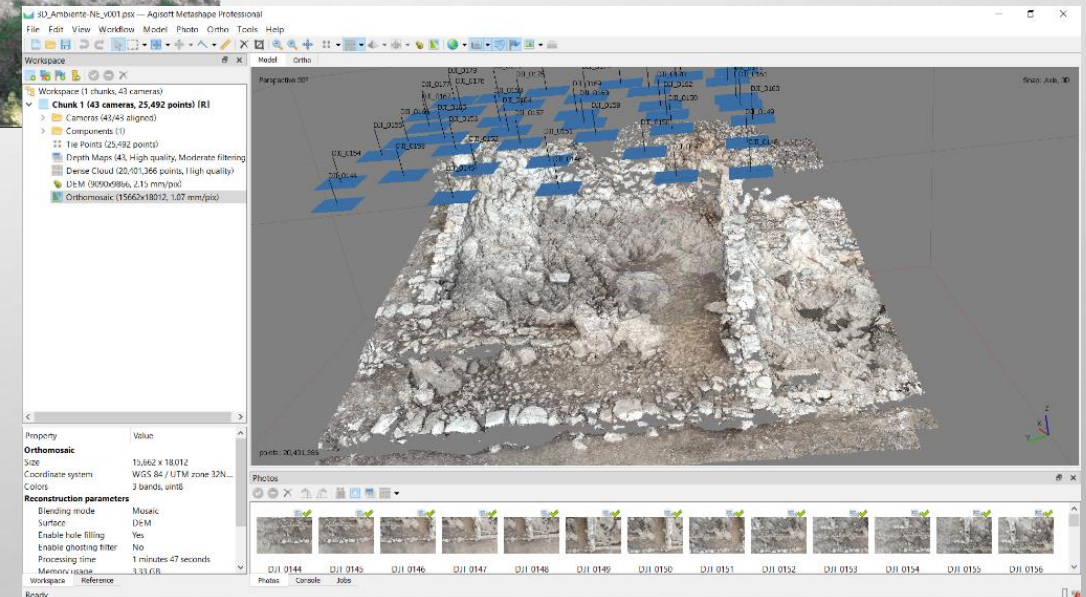 3D_Ambiente-NE_v001.psx — Agisoft Metashape Professional
File Edit View Workflow Model Photo Ortho Tools Help
Workspace
Workspace (1 chunks, 43 cameras)
Chunk 1 (43 cameras, 25,492 points) [R]
Cameras (43/43 aligned)
Components (1)
Tie Points (25,492 points)
Depth Maps (43, High quality, Moderate filtering
Dense Cloud (20,401,366 points, High quality)
DEM (9090x9866, 2.15 mm/pix)
Orthomosaic (15662x18012, 1.07 mm/pix)
Property Value
Orthomosaic
Size 15,662 x 18,012
Coordinate system WGS 84 / UTM zone 32N...
Colors 3 bands, uint8
Reconstruction parameters
Blending mode Mosaic
Surface DEM
Enable hole filling Yes
Enable ghosting filter No
Processing time 1 minutes 47 seconds
Memory usage 3.33 GB
Workspace Reference
Ready
Model Ortho
Perspective 30°
Snap: Axis, 3D
DJI_0154
DJI_0144
points: 20,401,366
Z
X
Y
Photos
DJI_0144 DJI_0145 DJI_0146 DJI_0147 DJI_0148 DJI_0149 DJI_0150 DJI_0151 DJI_0152 DJI_0153 DJI_0154 DJI_0155 DJI_0156
Photos Console Jobs